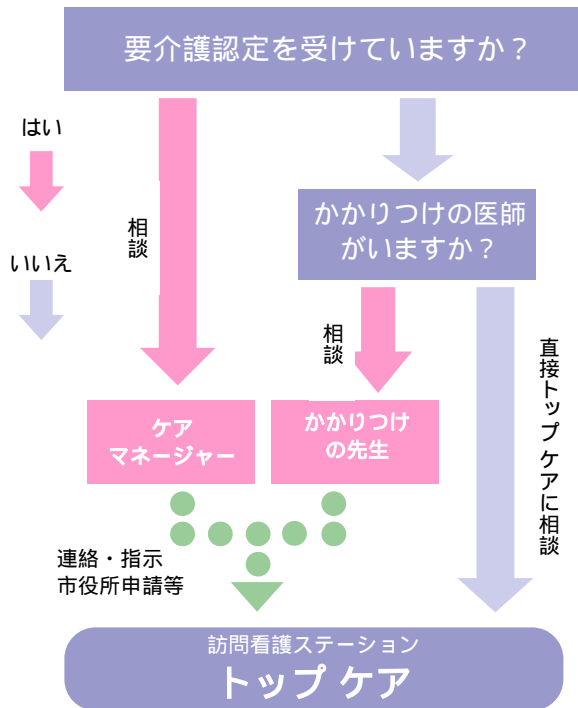 要介護認定を受けていますか？
はい
いいえ
相談
かかりつけの医師
がいますか？
相談
直接トップケアに相談
ケア
マネージャー
かかりつけ
の先生
連絡・指示
市役所申請等
訪問看護ステーション
トップケア